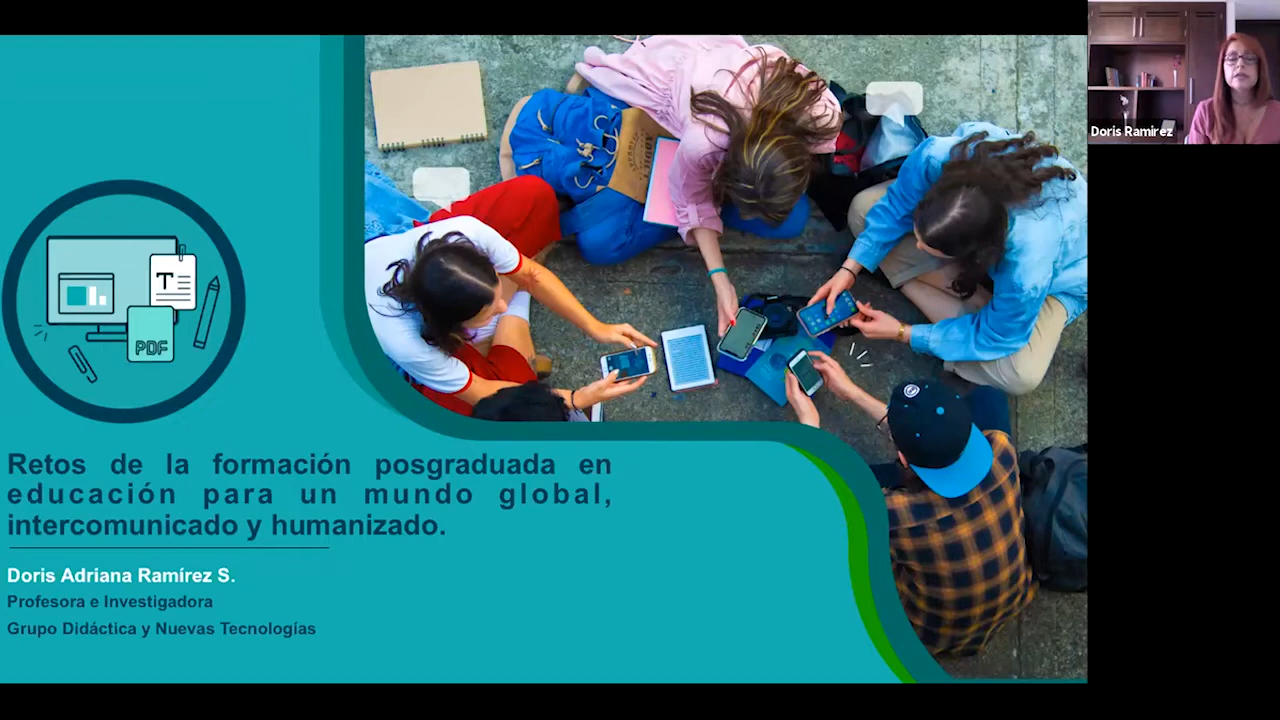 Doris Ramirez
T
PDF
Retos de la formación posgraduada en
educación para un mundo global,
intercomunicado y humanizado.
Doris Adriana Ramírez S.
Profesora e Investigadora
Grupo Didáctica y Nuevas Tecnologías